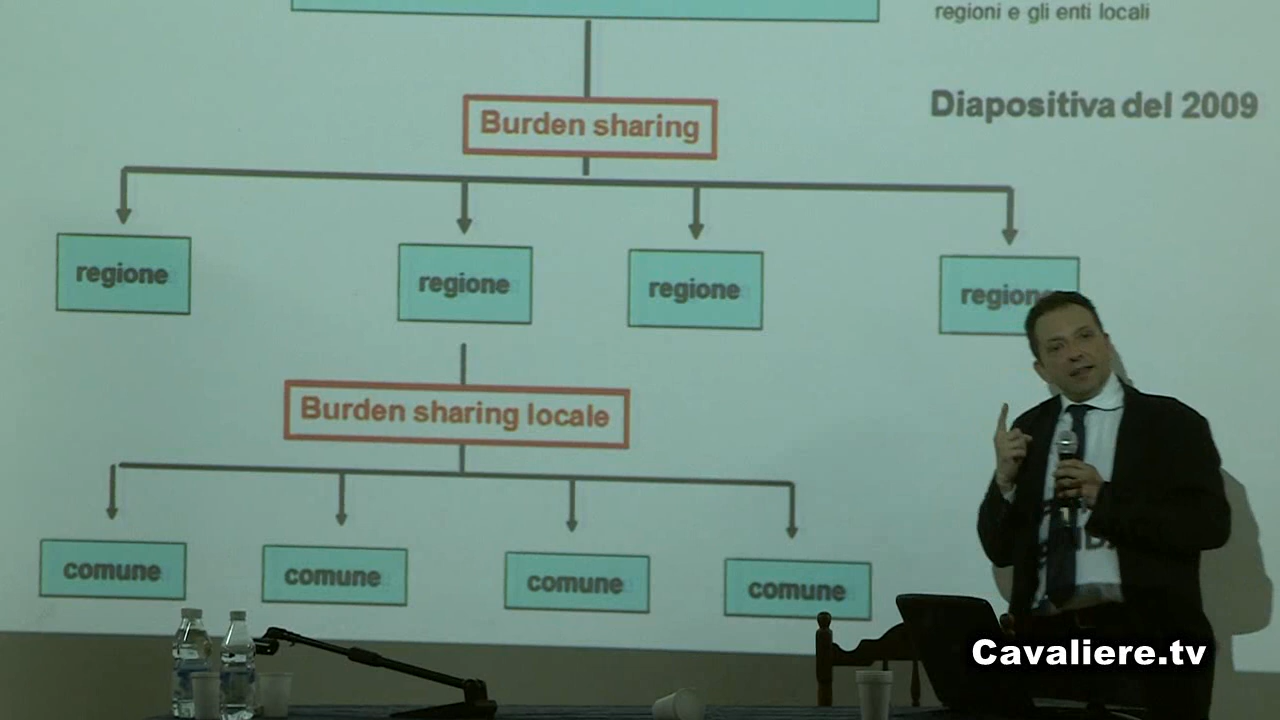 regioni e gli enti locali
Diapositiva del 2009
Burden sharing
regione
regione
regione
regione
Burden sharing locale
comune
comune
comune
comune
Cavaliere.tv